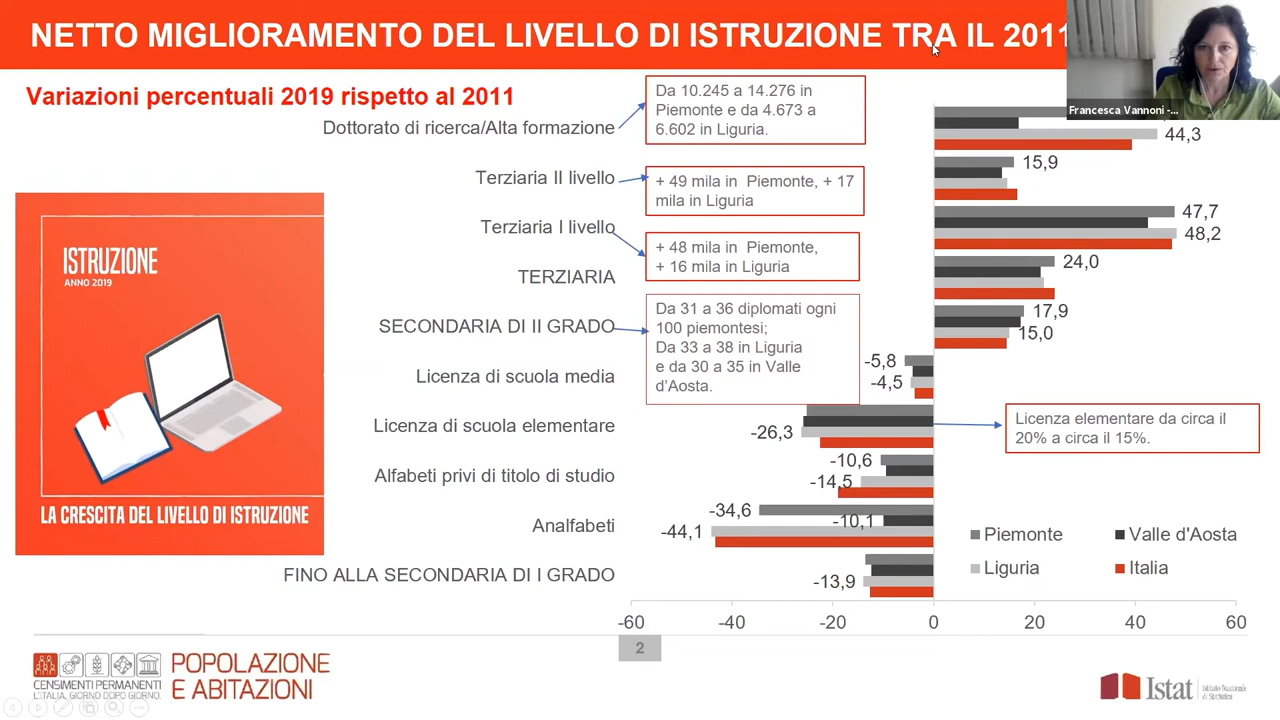 NETTO MIGLIORAMENTO DEL LIVELLO DI ISTRUZIONE TRA IL 2011
Francesca Vannoni -...
Variazioni percentuali 2019 rispetto al 2011
Dottorato di ricerca/Alta formazione
Da 10.245 a 14.276 in
Piemonte e da 4.673 a
6.602 in Liguria.
44,3
Terziaria II livello
+ 49 mila in Piemonte, + 17
mila in Liguria
15,9
Terziaria I livello
+ 48 mila in Piemonte,
+ 16 mila in Liguria
47,7
48,2
TERZIARIA
24,0
SECONDARIA DI II GRADO
Da 31 a 36 diplomati ogni
100 piemontesi;
Da 33 a 38 in Liguria
e da 30 a 35 in Valle
d'Aosta.
17,9
15,0
Licenza di scuola media
-5,8
-4,5
Licenza di scuola elementare
-26,3
Licenza elementare da circa il
20% a circa il 15%.
Alfabeti privi di titolo di studio
-10,6
-14,5
Analfabeti
-34,6
-10,1
-44,1
FINO ALLA SECONDARIA DI I GRADO
-13,9
Piemonte
Valle d'Aosta
Liguria
Italia
-60 -40 -20 0 20 40 60
ISTRUZIONE
ANNO 2019
LA CRESCITA DEL LIVELLO DI ISTRUZIONE
2
CENSIMENTI PERMANENTI
L'ITALIA, GIORNO DOPO GIORNO.
POPOLAZIONE
E ABITAZIONI
Istat
Istituto Nazionale
di Statistica